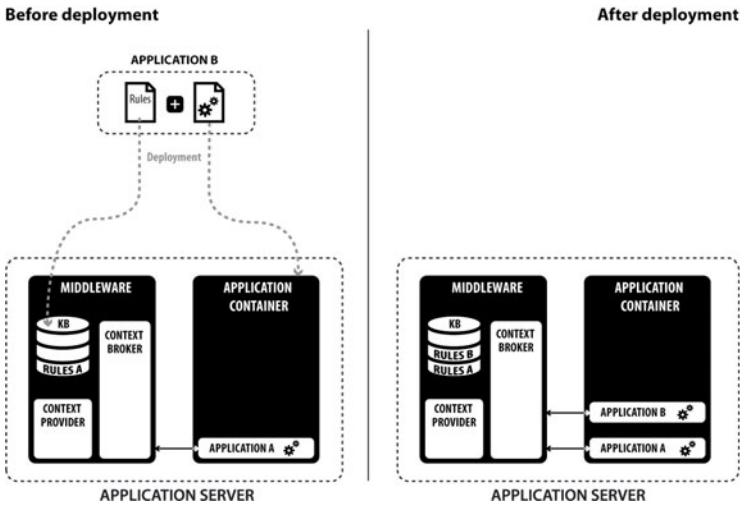 Before deployment
After deployment
APPLICATION B
Rules
Deployment
MIDDLEWARE
KB
RULES A
CONTEXT
BROKER
CONTEXT
PROVIDER
APPLICATION
CONTAINER
APPLICATION A
APPLICATION SERVER
MIDDLEWARE
KB
RULES B
RULES A
CONTEXT
BROKER
CONTEXT
PROVIDER
APPLICATION
CONTAINER
APPLICATION B
APPLICATION A
APPLICATION SERVER